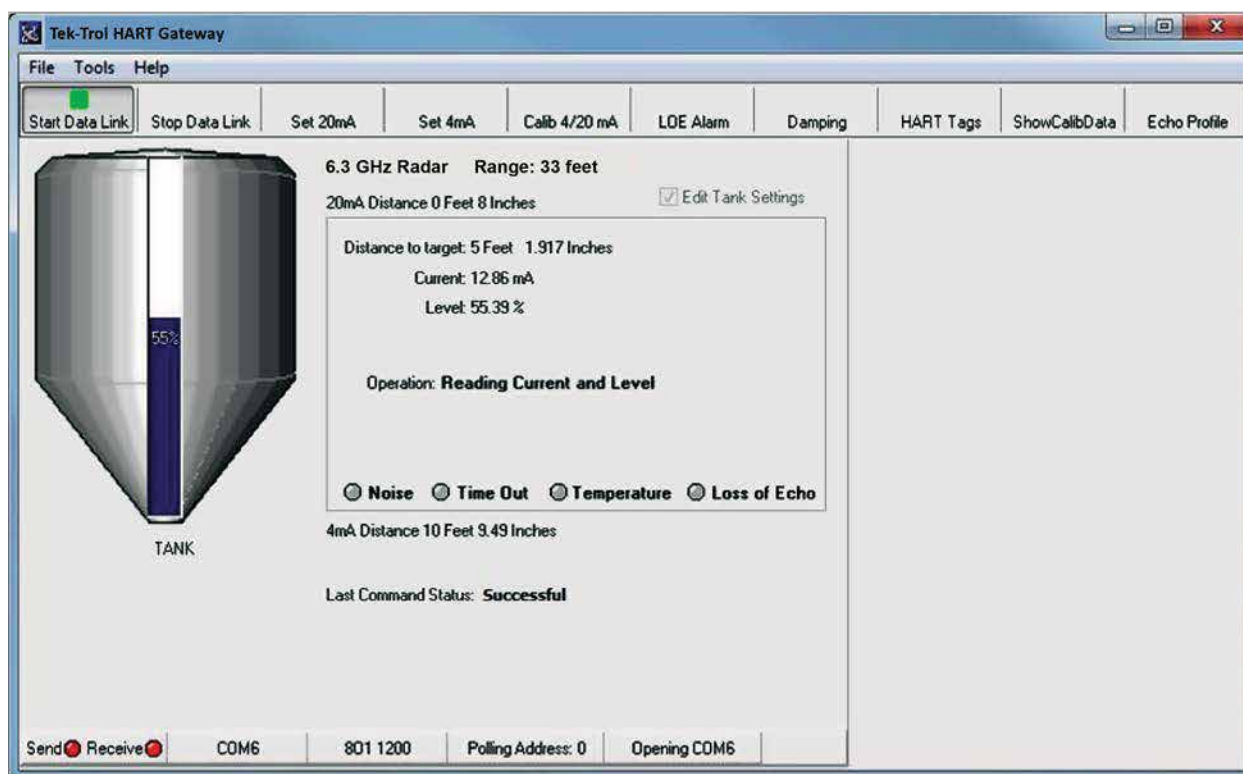 Tek-Trol HART Gateway
File Tools Help
Start Data Link Stop Data Link Set 20mA Set 4mA Calib 4/20 mA LOE Alarm Damping HART Tags ShowCalibData Echo Profile
6.3 GHz Radar Range: 33 feet
20mA Distance 0 Feet 8 Inches
Edit Tank Settings
Distance to target: 5 Feet 1.917 Inches
Current: 12.86 mA
Level: 55.39 %
55%
Operation: Reading Current and Level
Noise Time Out Temperature Loss of Echo
4mA Distance 10 Feet 9.49 Inches
TANK
Last Command Status: Successful
Send Receive COM6 8O1 1200 Polling Address: 0 Opening COM6